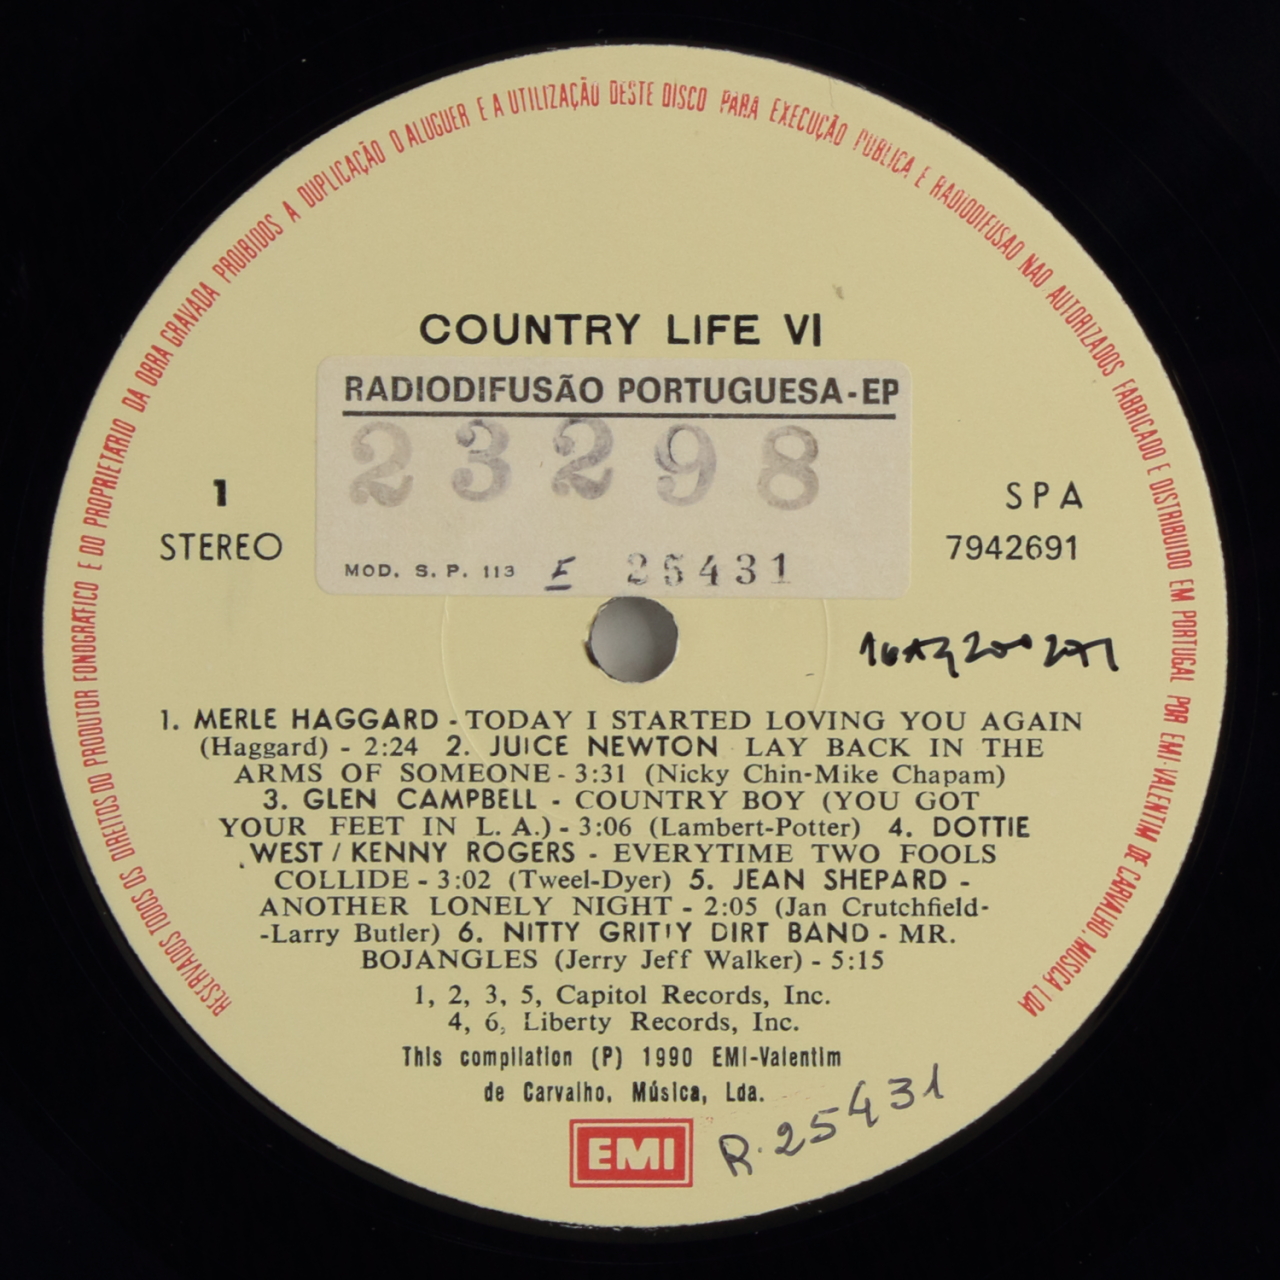 RESERVADOS TODOS OS DIREITOS DO PRODUTOR FONOGRÁFICO E DO PROPRIETÁRIO DA OBRA GRAVADA PROIBIDOS A DUPLICAÇÃO O ALUGUER E A UTILIZAÇÃO DESTE DISCO PARA EXECUÇÃO PÚBLICA E RADIODIFUSÃO NÃO AUTORIZADOS FABRICADO E DISTRIBUIDO EM PORTUGAL POR EMI-VALENTIM DE CARVALHO, MÚSICA LDA
COUNTRY LIFE VI
RADIODIFUSÃO PORTUGUESA-EP
23298
1
SPA
STEREO
7942691
MOD. S. P. 113 E 25431
1. MERLE HAGGARD - TODAY I STARTED LOVING YOU AGAIN
(Haggard) - 2:24 2. JUICE NEWTON LAY BACK IN THE
ARMS OF SOMEONE - 3:31 (Nicky Chin-Mike Chapam)
3. GLEN CAMPBELL - COUNTRY BOY (YOU GOT
YOUR FEET IN L. A.) - 3:06 (Lambert-Potter) 4. DOTTIE
WEST / KENNY ROGERS - EVERYTIME TWO FOOLS
COLLIDE - 3:02 (Tweel-Dyer) 5. JEAN SHEPARD -
ANOTHER LONELY NIGHT - 2:05 (Jan Crutchfield-
-Larry Butler) 6. NITTY GRITTY DIRT BAND - MR.
BOJANGLES (Jerry Jeff Walker) - 5:15
1, 2, 3, 5, Capitol Records, Inc.
4, 6, Liberty Records, Inc.
This compilation (P) 1990 EMI-Valentim
de Carvalho, Música, Lda.
EMI
R.25431